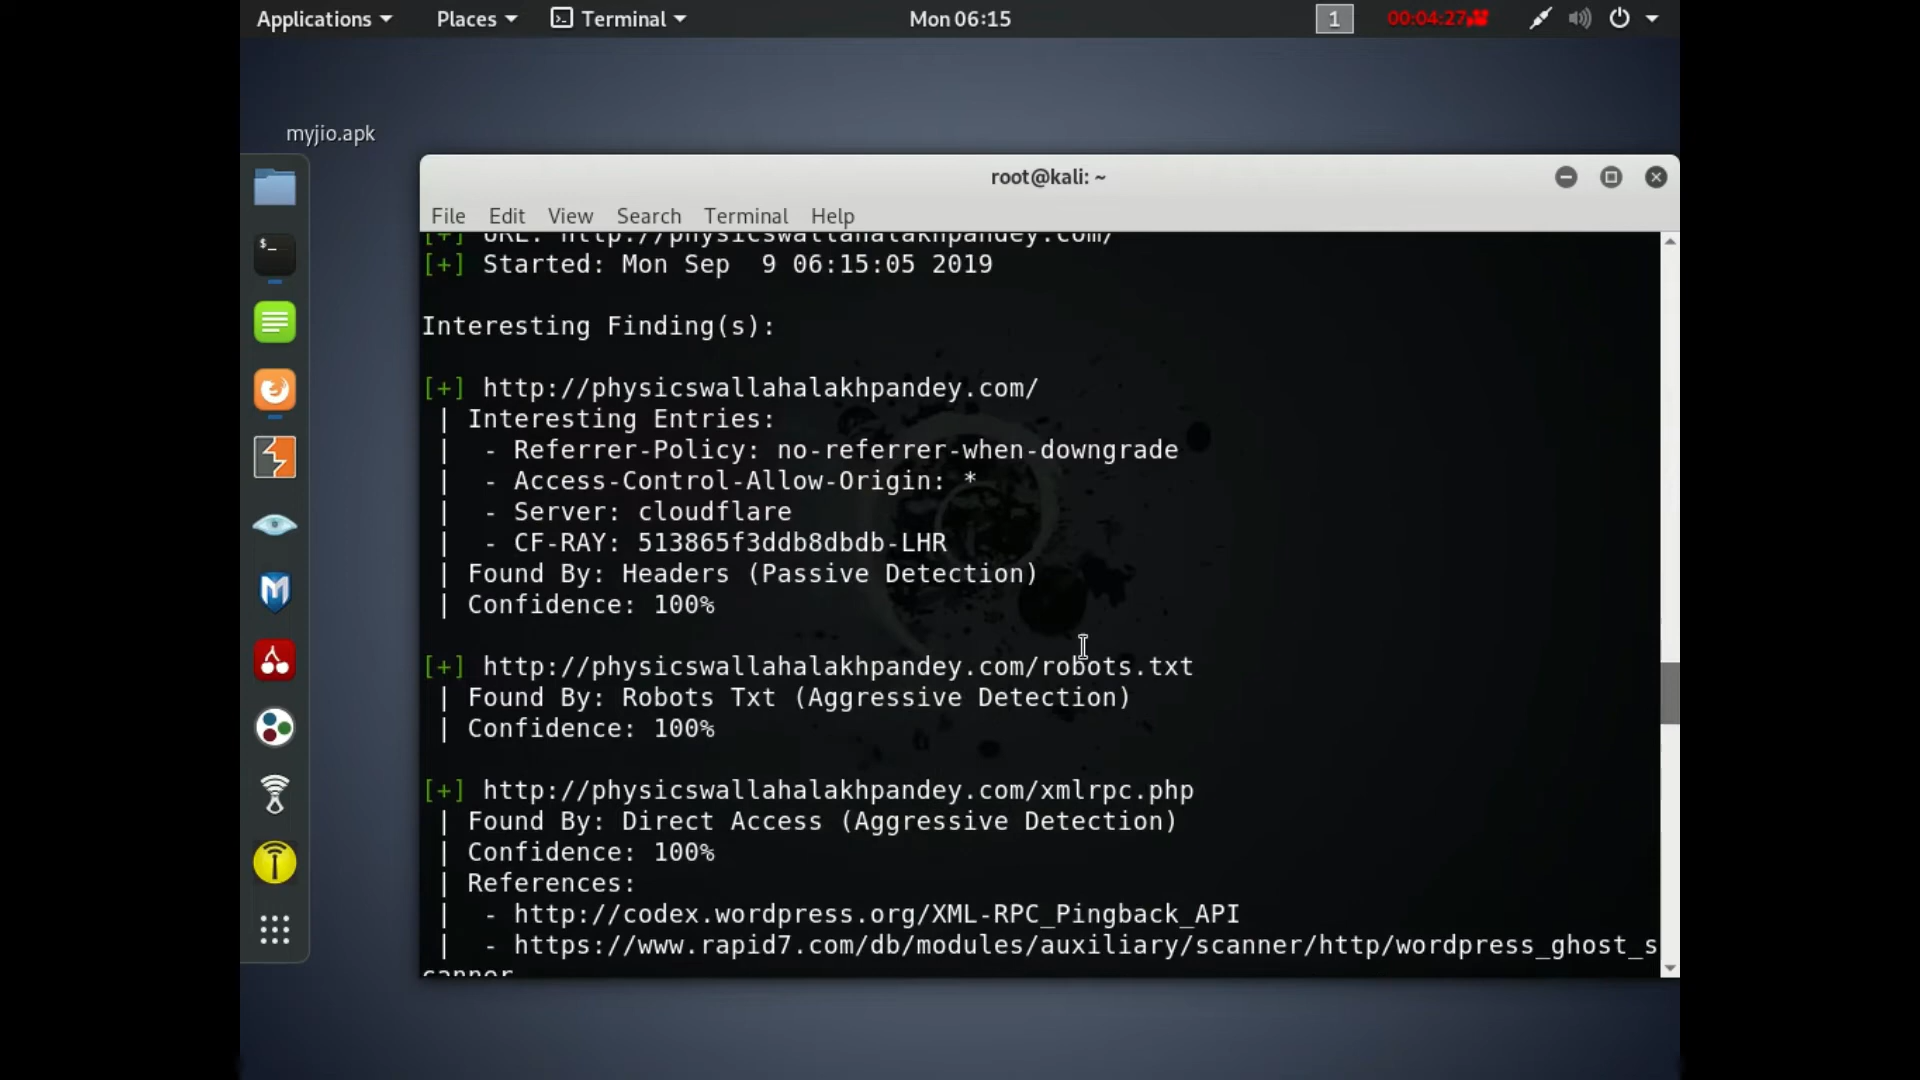 Applications
Places
Terminal
Mon 06:15
1
00:04:27
myjio.apk
root@kali: ~
File Edit View Search Terminal Help
[+] URL: http://physicswallahalakhpandey.com/
[+] Started: Mon Sep  9 06:15:05 2019
Interesting Finding(s):
[+] http://physicswallahalakhpandey.com/
| Interesting Entries:
|  - Referrer-Policy: no-referrer-when-downgrade
|  - Access-Control-Allow-Origin: *
|  - Server: cloudflare
|  - CF-RAY: 513865f3ddb8dbdb-LHR
| Found By: Headers (Passive Detection)
| Confidence: 100%
[+] http://physicswallahalakhpandey.com/robots.txt
| Found By: Robots Txt (Aggressive Detection)
| Confidence: 100%
[+] http://physicswallahalakhpandey.com/xmlrpc.php
| Found By: Direct Access (Aggressive Detection)
| Confidence: 100%
| References:
|  - http://codex.wordpress.org/XML-RPC_Pingback_API
|  - https://www.rapid7.com/db/modules/auxiliary/scanner/http/wordpress_ghost_s
canner